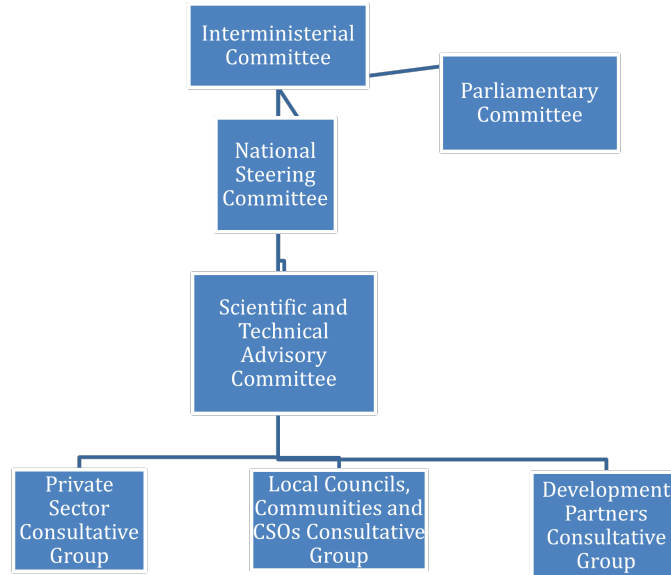 Interministerial
Committee
Parliamentary
Committee
National
Steering
Committee
Scientific and
Technical
Advisory
Committee
Private
Sector
Consultative
Group
Local Councils,
Communities and
CSOs Consultative
Group
Development
Partners
Consultative
Group